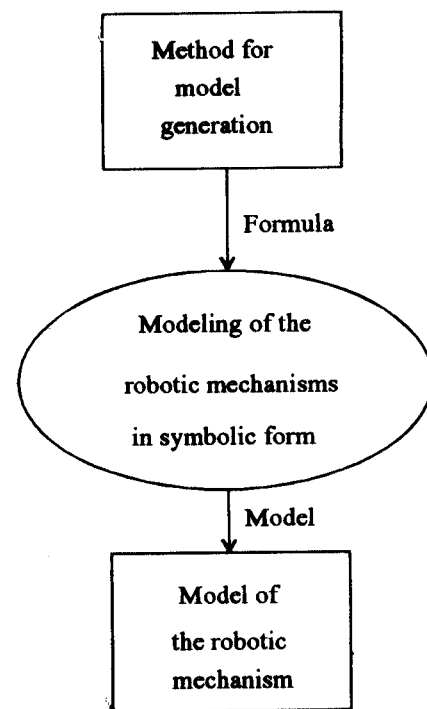 Method for
model
generation
Formula
Modeling of the
robotic mechanisms
in symbolic form
Model
Model of
the robotic
mechanism